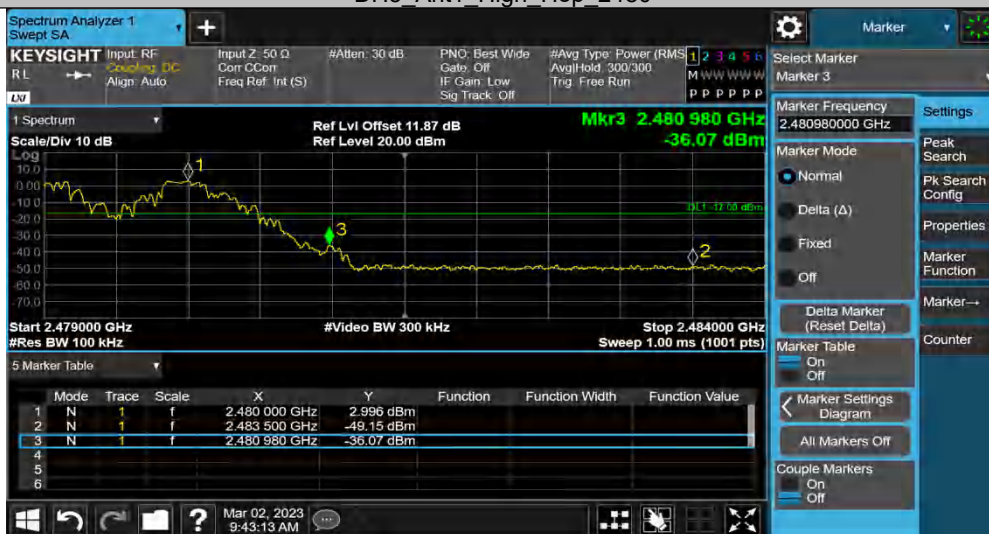 Spectrum Analyzer 1
Swept SA
+
Marker
KEYSIGHT
Input: RF
Input Z: 50 Ω
#Atten: 30 dB
PNO: Best Wide
#Avg Type: Power (RMS
1 2 3 4 5 6
RL
Coupling: DC
Corr CCorr
Gate: Off
Avg|Hold: 300/300
M W W W W W
Align: Auto
Freq Ref: Int (S)
IF Gain: Low
Trig: Free Run
P P P P P P
Sig Track: Off
LXI
Select Marker
Marker 3
1 Spectrum
Ref Lvl Offset 11.87 dB
Mkr3 2.480 980 GHz
Scale/Div 10 dB
Ref Level 20.00 dBm
-36.07 dBm
Log
10.0
0.00
-10.0
-20.0
-30.0
-40.0
-50.0
-60.0
-70.0
1
3
2
DL1 -17.00 dBm
Start 2.479000 GHz
#Video BW 300 kHz
Stop 2.484000 GHz
#Res BW 100 kHz
Sweep 1.00 ms (1001 pts)
5 Marker Table
Mode Trace Scale X Y Function Function Width Function Value
1 N 1 f 2.480 000 GHz 2.996 dBm
2 N 1 f 2.483 500 GHz -49.15 dBm
3 N 1 f 2.480 980 GHz -36.07 dBm
4
5
6
Marker Frequency
2.480980000 GHz
Marker Mode
Normal
Delta (Δ)
Fixed
Off
Delta Marker
(Reset Delta)
Marker Table
On
Off
Marker Settings
Diagram
All Markers Off
Couple Markers
On
Off
Settings
Peak
Search
Pk Search
Config
Properties
Marker
Function
Marker→
Counter
?
Mar 02, 2023
9:43:13 AM